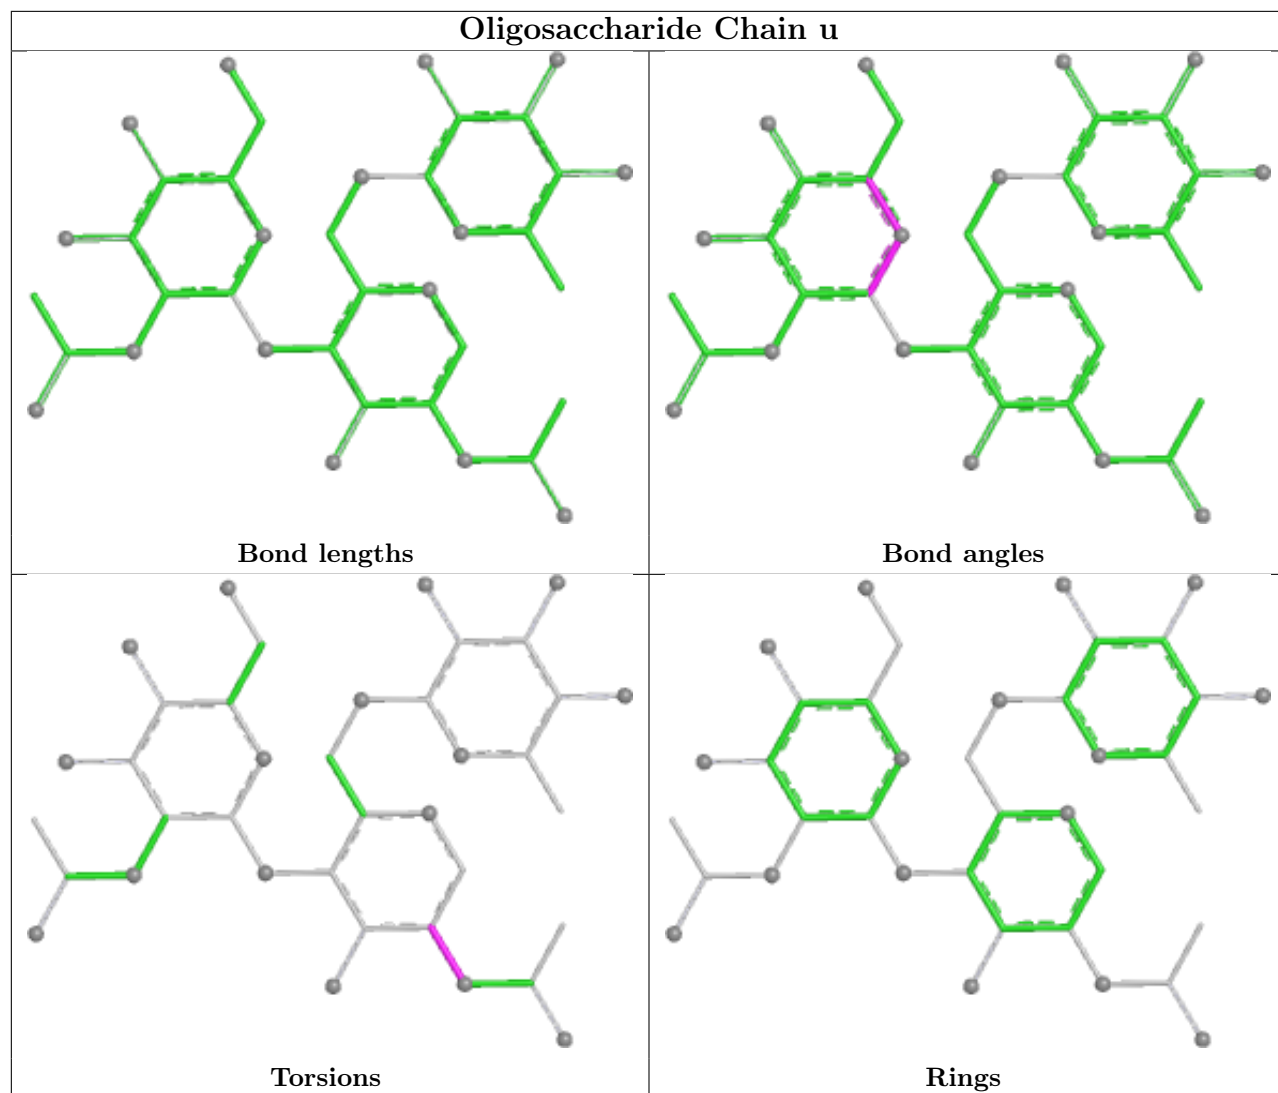 Oligosaccharide Chain u
Bond lengths
Bond angles
Torsions
Rings